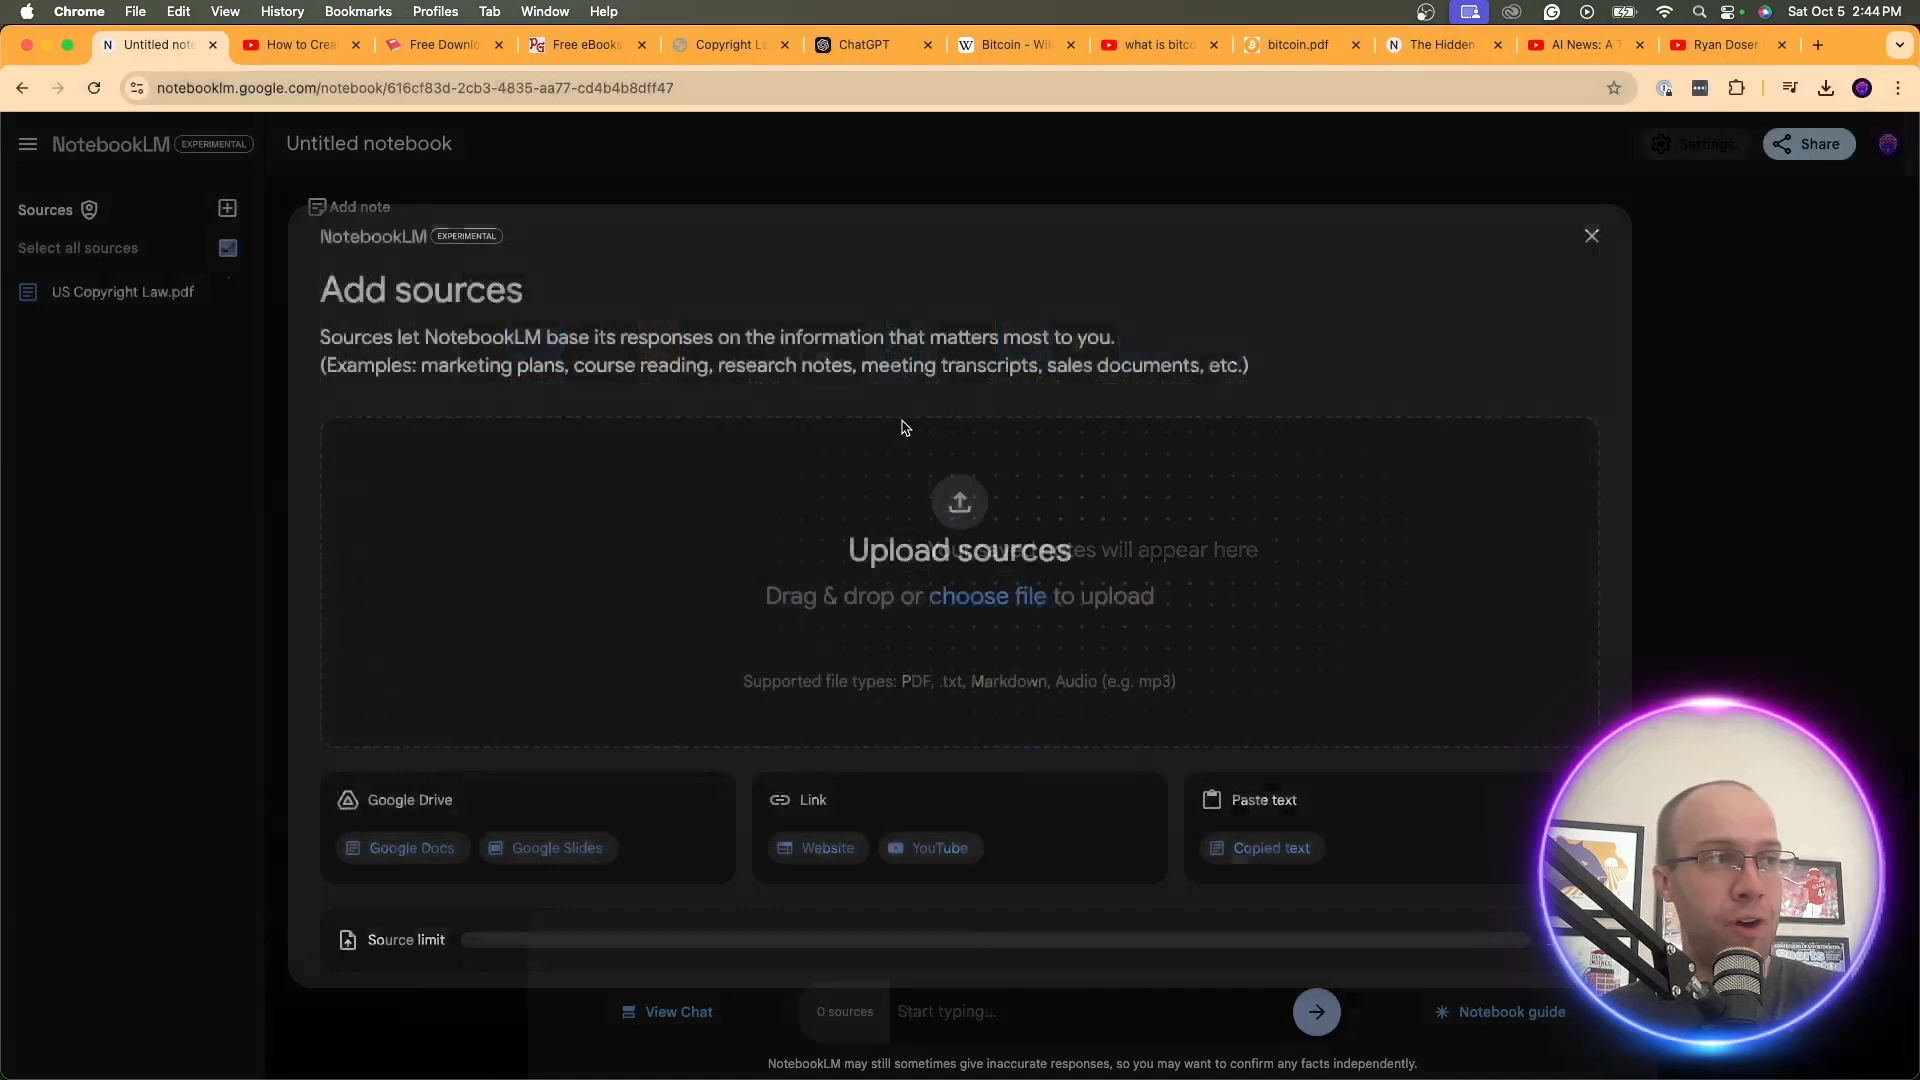 Chrome File Edit View History Bookmarks Profiles Tab Window Help Sat Oct 5 2:44 PM
Untitled note How to Crea Free Downlo Free eBooks Copyright La ChatGPT Bitcoin - Wik what is bitco bitcoin.pdf The Hidden AI News: A T Ryan Doser
notebooklm.google.com/notebook/616cf83d-2cb3-4835-aa77-cd4b4b8dff47
NotebookLM EXPERIMENTAL Untitled notebook Settings Share
Sources
Add note
NotebookLM EXPERIMENTAL
Select all sources
US Copyright Law.pdf
Add sources
Sources let NotebookLM base its responses on the information that matters most to you.
(Examples: marketing plans, course reading, research notes, meeting transcripts, sales documents, etc.)
Upload sources
notes will appear here
Drag & drop or choose file to upload
Supported file types: PDF, .txt, Markdown, Audio (e.g. mp3)
Google Drive Link Paste text
Google Docs Google Slides Website YouTube Copied text
Source limit
View Chat 0 sources Start typing... Notebook guide
NotebookLM may still sometimes give inaccurate responses, so you may want to confirm any facts independently.